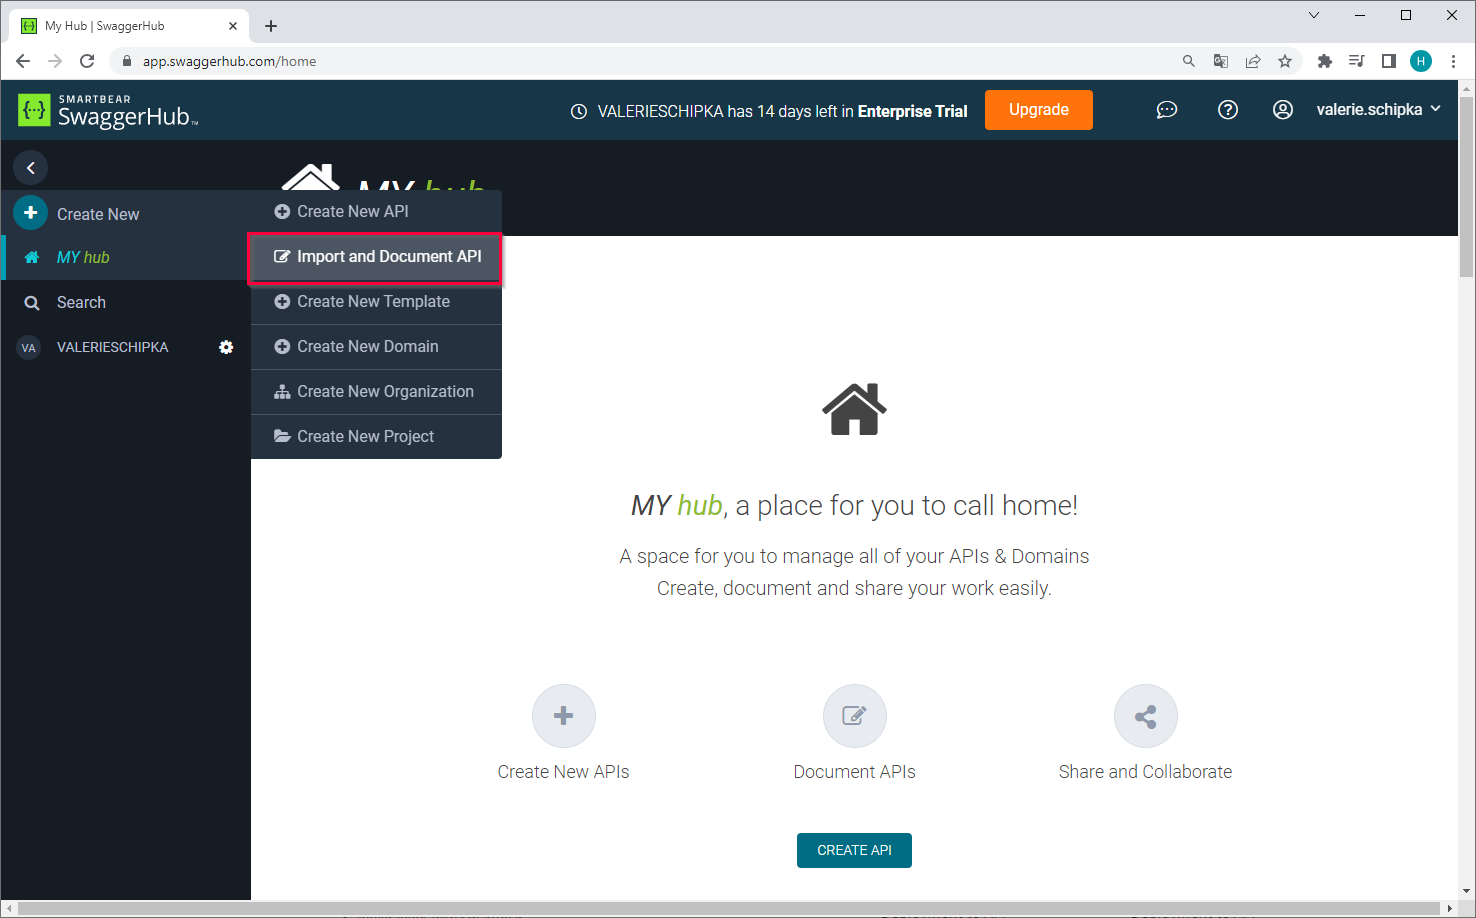 My Hub | SwaggerHub
app.swaggerhub.com/home
H
SMARTBEAR
SwaggerHub™
VALERIESCHIPKA has 14 days left in Enterprise Trial
Upgrade
valerie.schipka
MY hub
Create New
MY hub
Search
VA
VALERIESCHIPKA
Create New API
Import and Document API
Create New Template
Create New Domain
Create New Organization
Create New Project
MY hub, a place for you to call home!
A space for you to manage all of your APIs & Domains
Create, document and share your work easily.
Create New APIs
Document APIs
Share and Collaborate
CREATE API